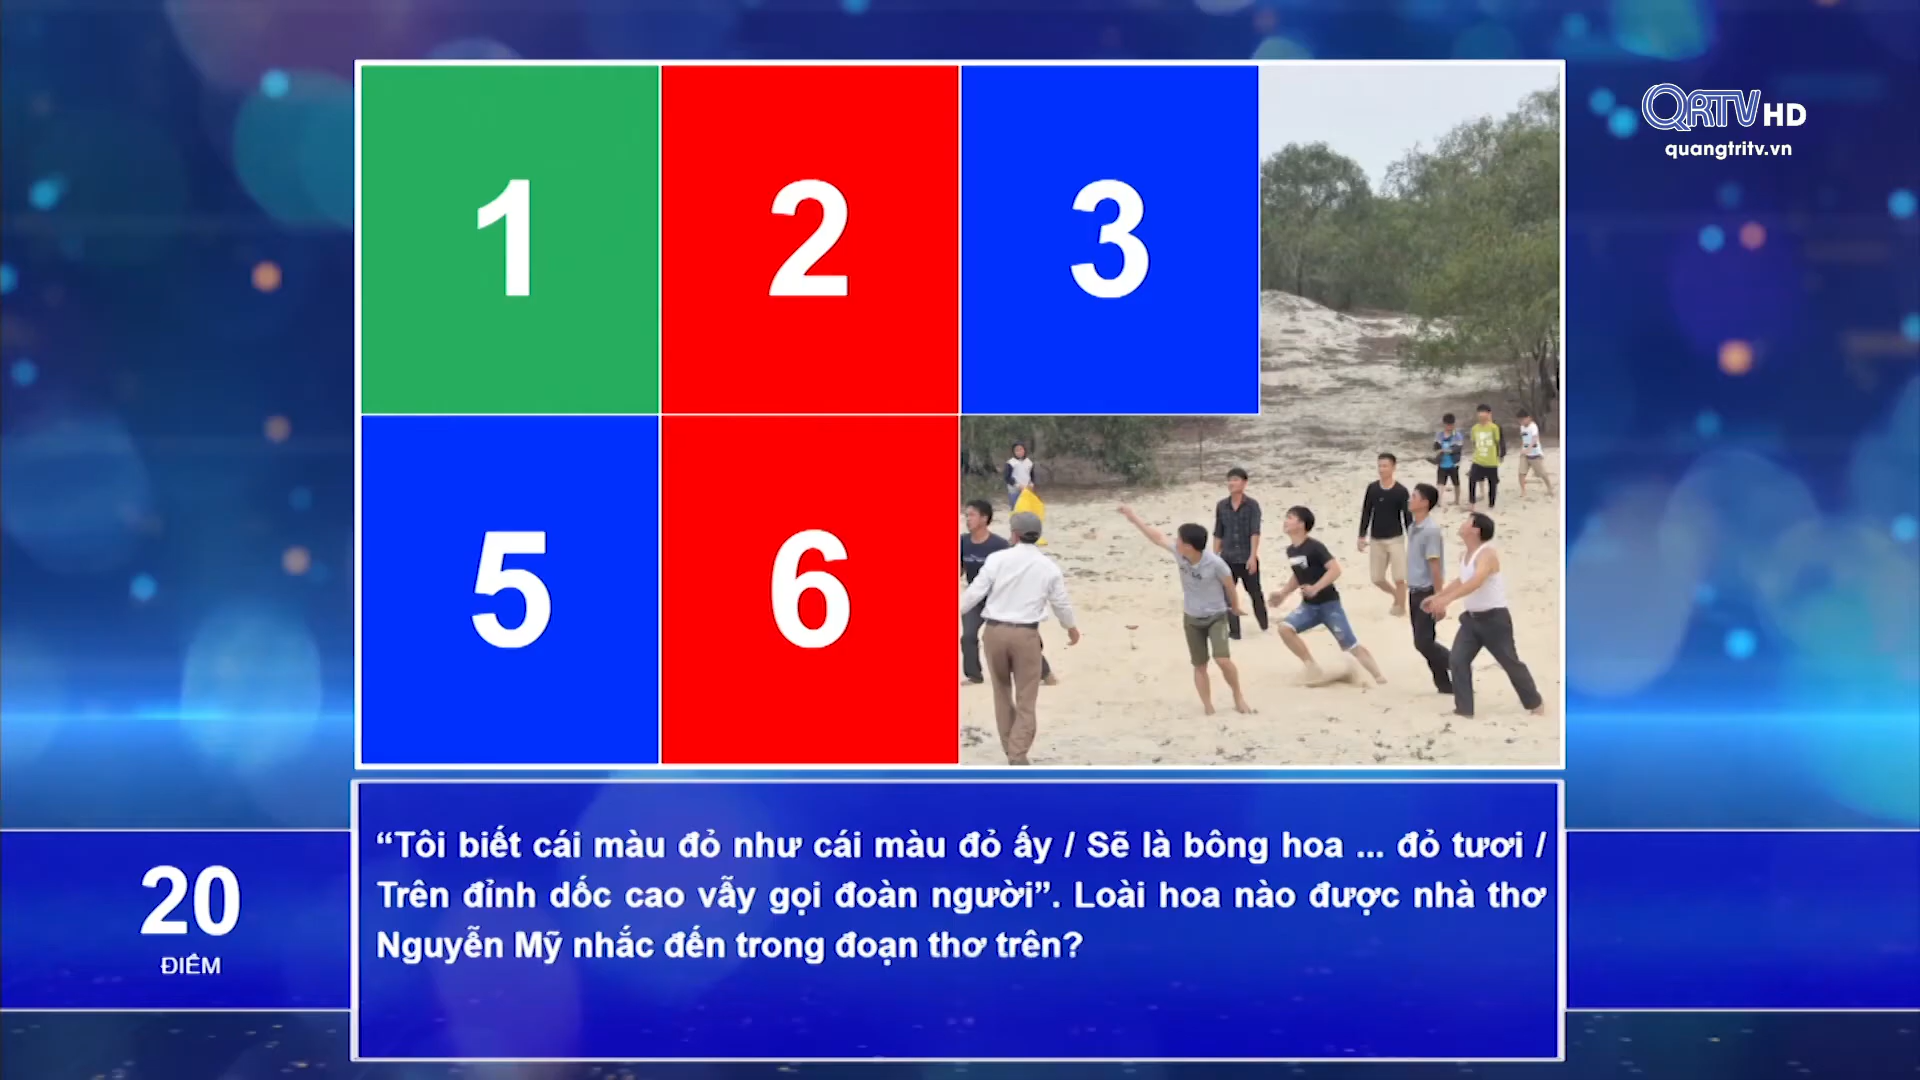 1
2
3
QRTV HD
quangtritv.vn
5
6
20
ĐIỂM
“Tôi biết cái màu đỏ như cái màu đỏ ấy / Sẽ là bông hoa ... đỏ tươi /
Trên đỉnh dốc cao vẫy gọi đoàn người”. Loài hoa nào được nhà thơ
Nguyễn Mỹ nhắc đến trong đoạn thơ trên?